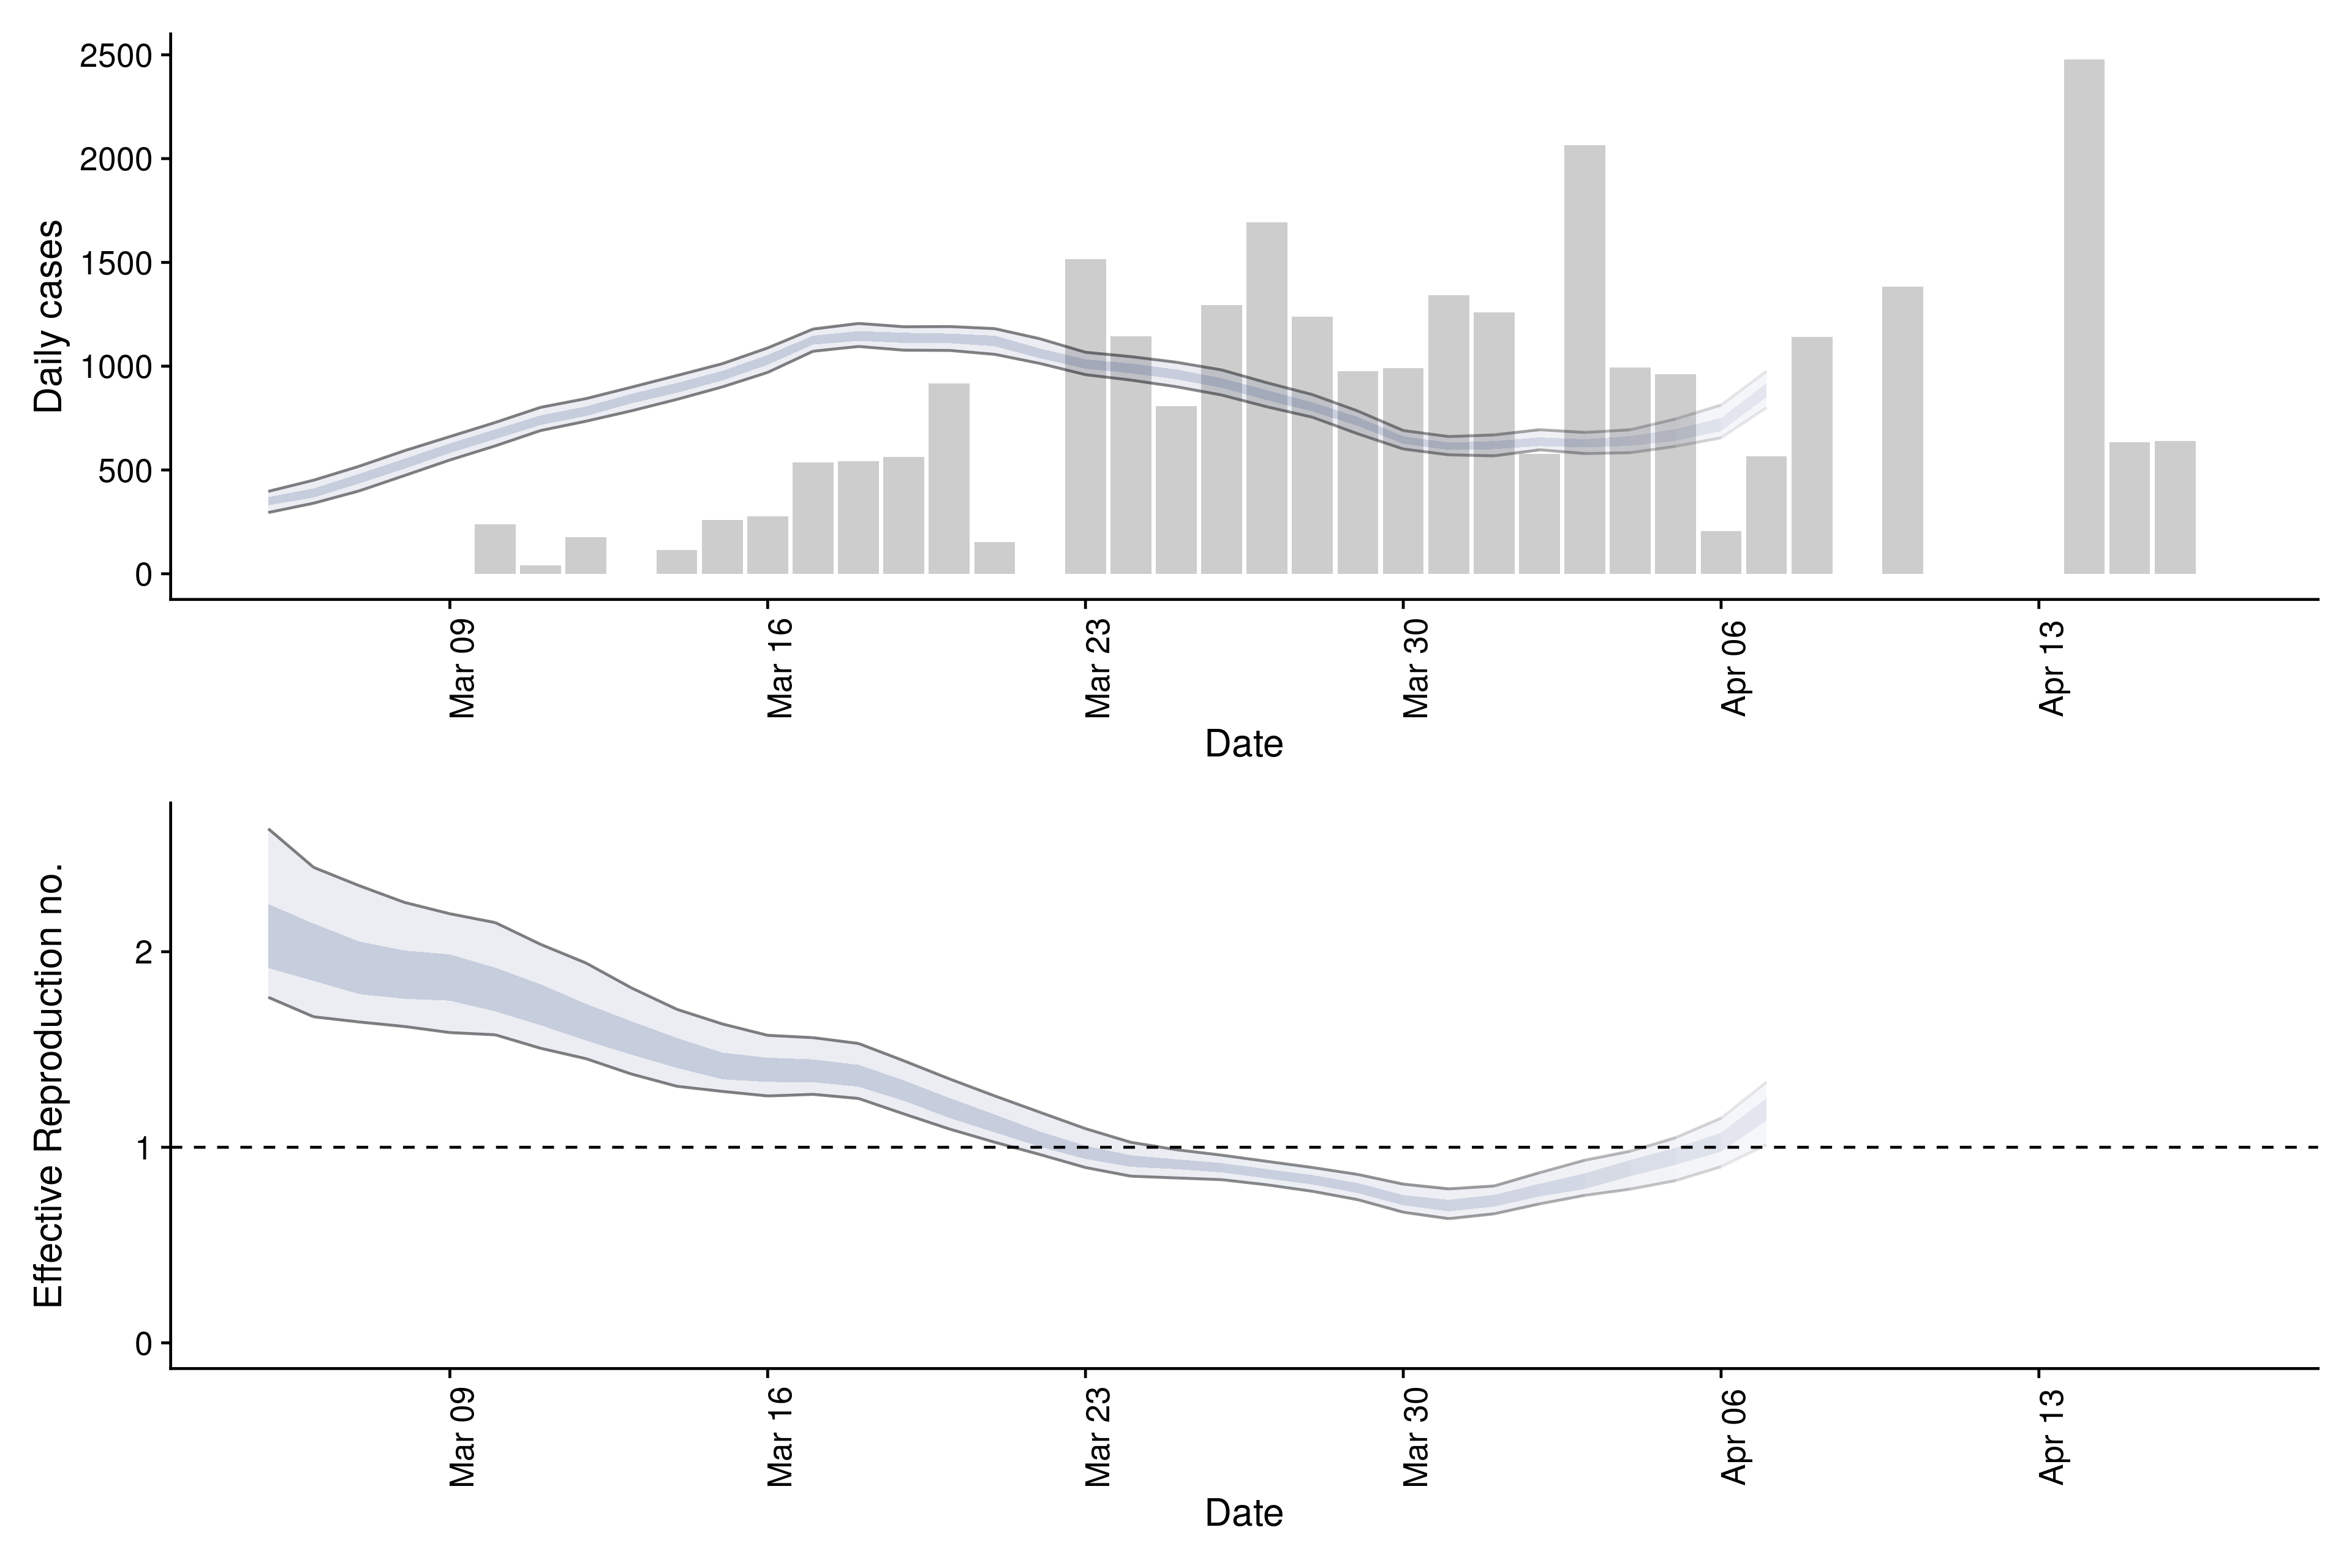 Daily cases
2500
2000
1500
1000
500
0
Mar 09
Mar 16
Mar 23
Mar 30
Apr 06
Apr 13
Date
Effective Reproduction no.
2
1
0
Mar 09
Mar 16
Mar 23
Mar 30
Apr 06
Apr 13
Date